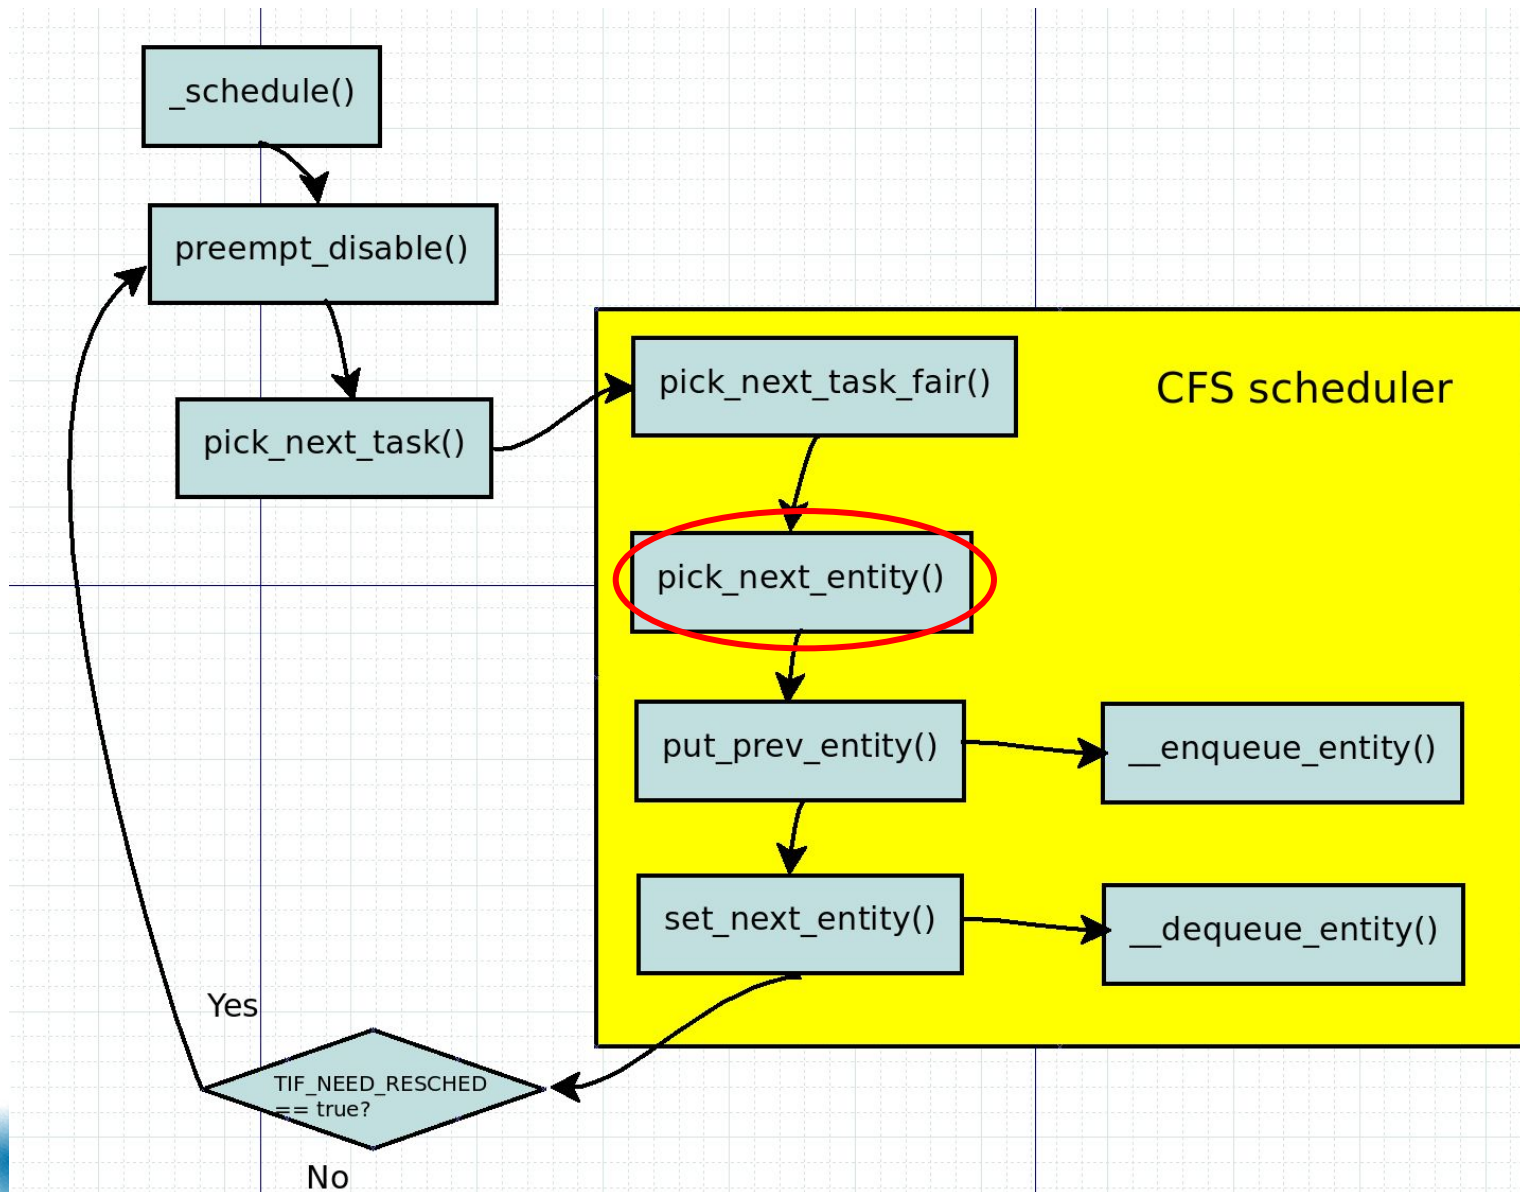 _schedule()
preempt_disable()
pick_next_task()
pick_next_task_fair()
CFS scheduler
pick_next_entity()
put_prev_entity()
__enqueue_entity()
set_next_entity()
__dequeue_entity()
Yes
TIF_NEED_RESCHED
== true?
No